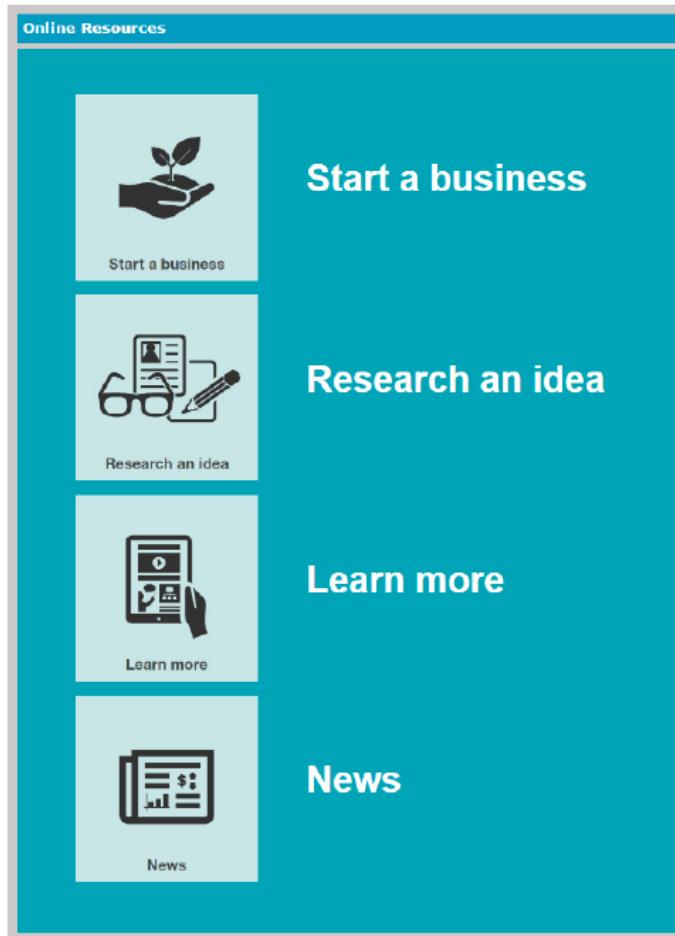 Online Resources
Start a business
Start a business
Research an idea
Research an idea
Learn more
Learn more
$
News
News